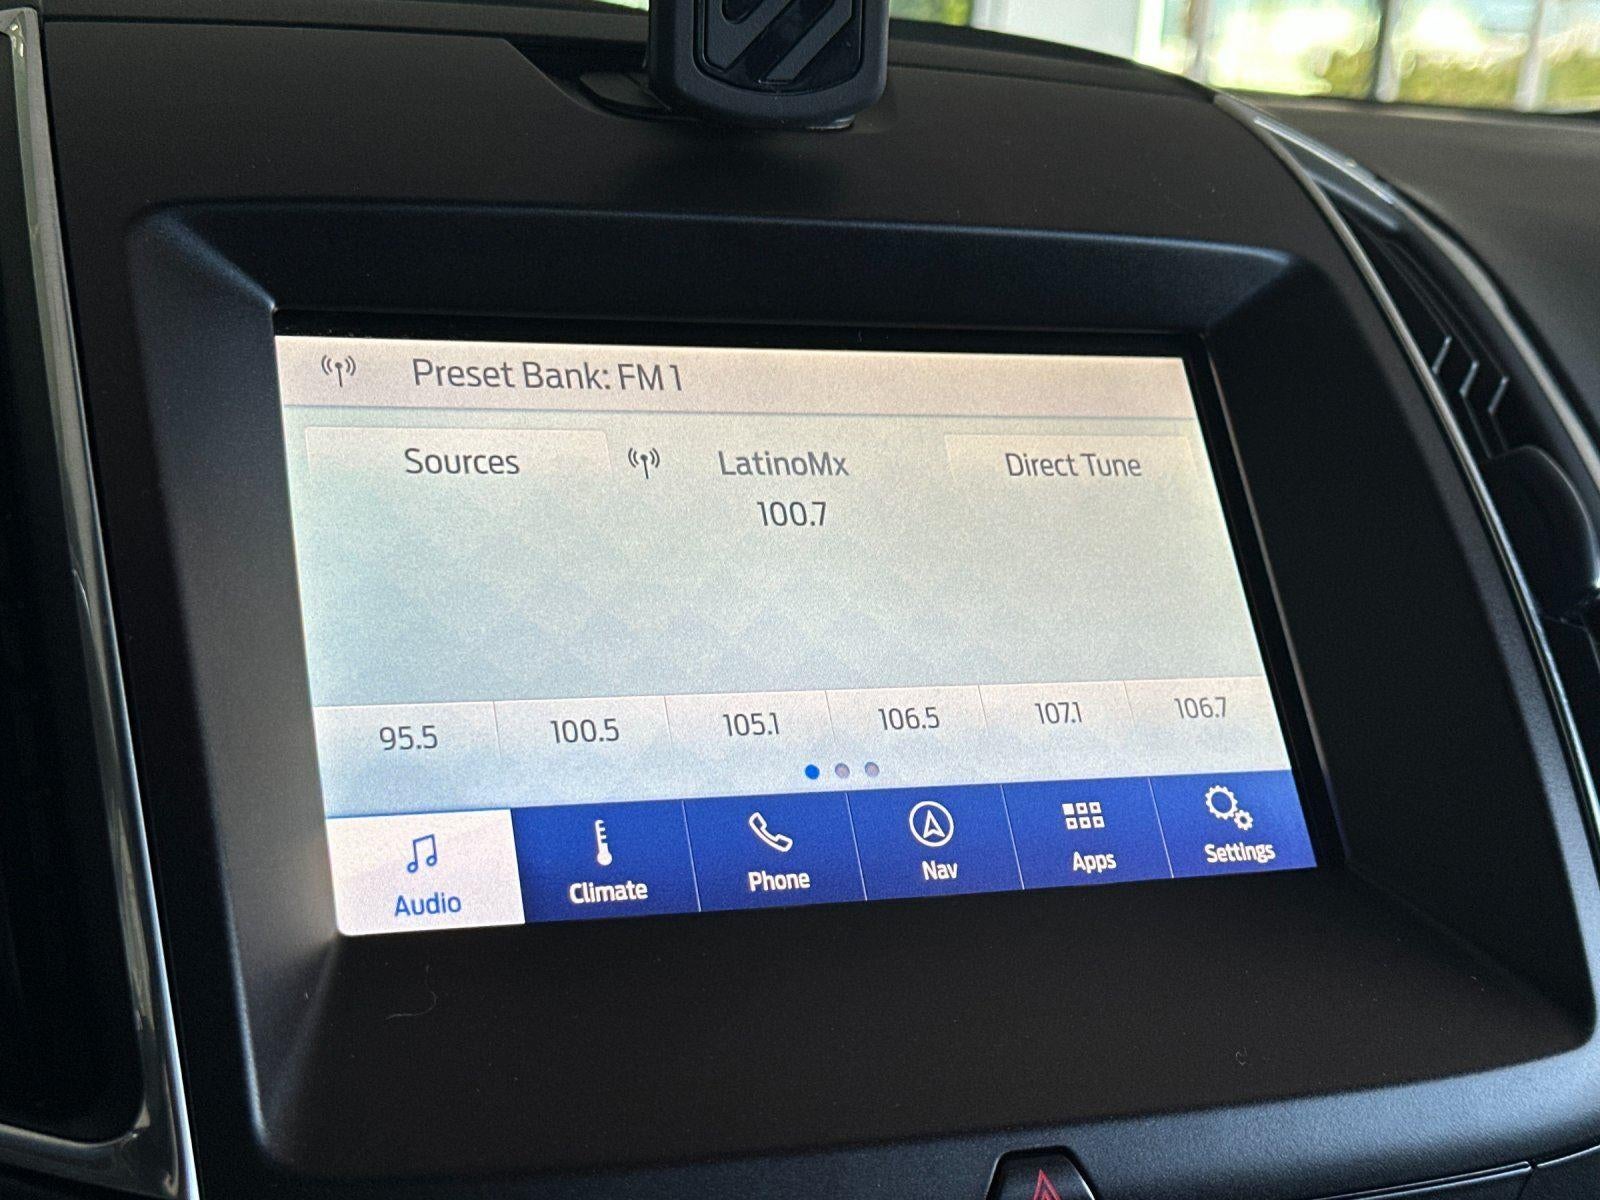 Preset Bank: FM 1
Sources
LatinoMx
Direct Tune
100.7
95.5
100.5
105.1
106.5
107.1
106.7
Audio
Climate
Phone
Nav
Apps
Settings